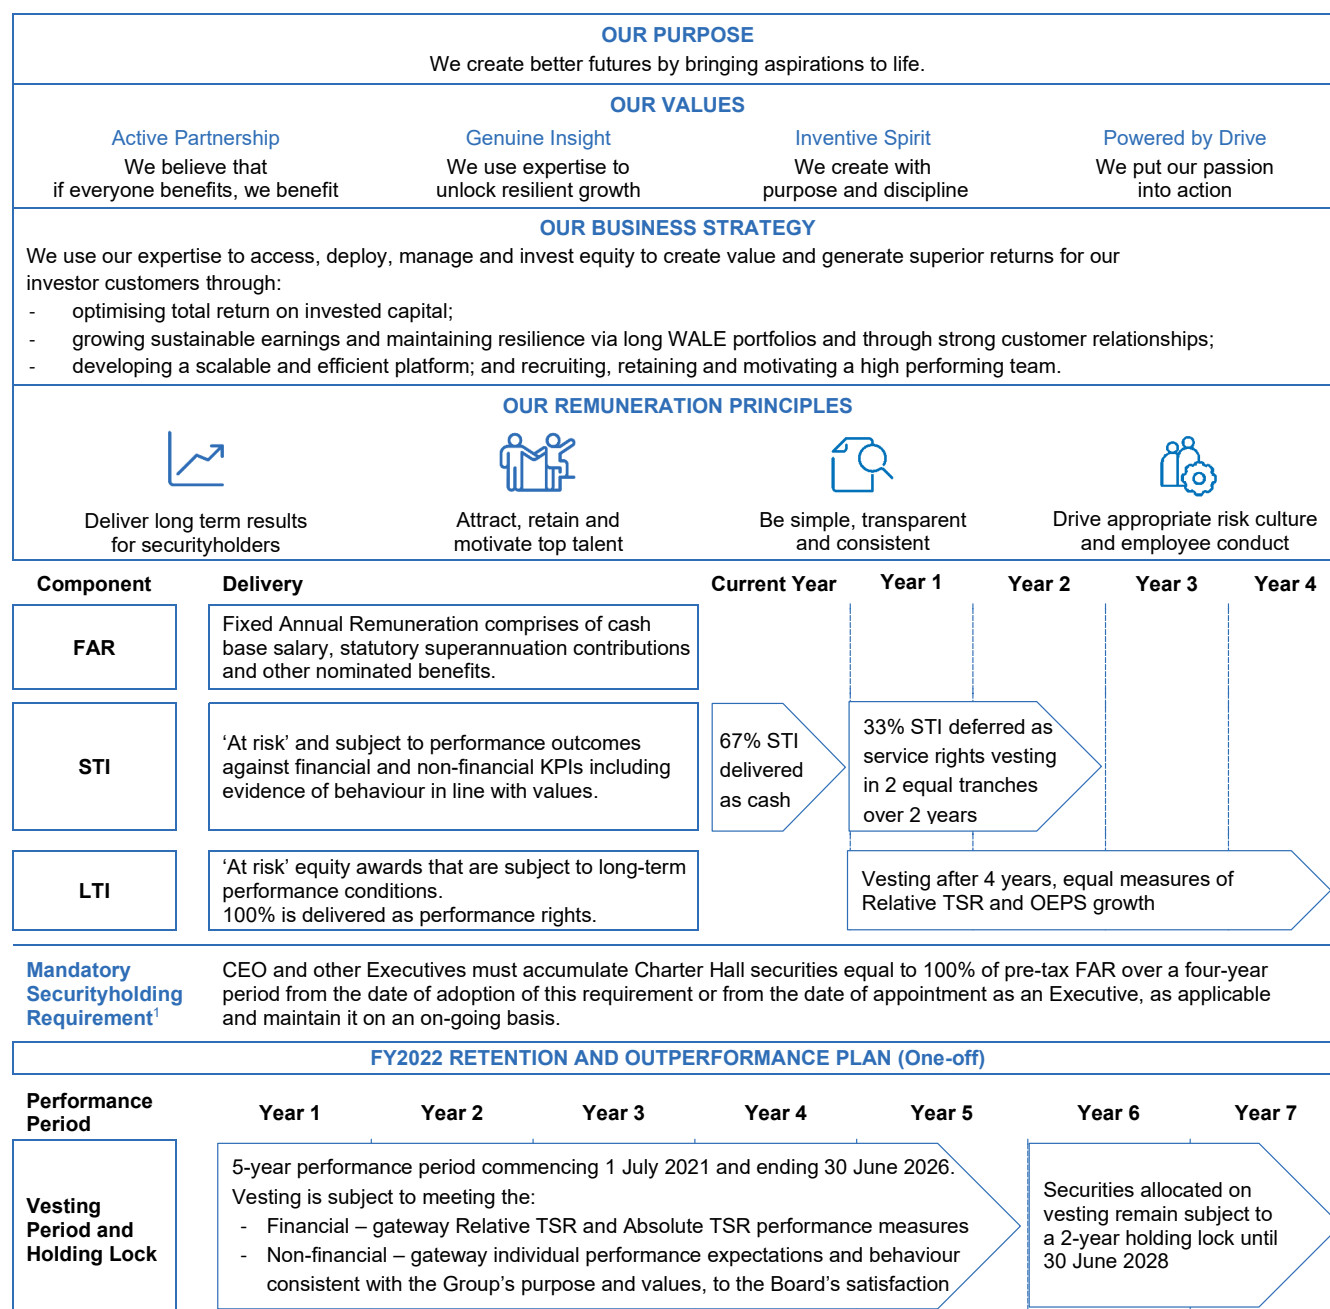 OUR PURPOSE
We create better futures by bringing aspirations to life.
OUR VALUES
Active Partnership
We believe that
if everyone benefits, we benefit
Genuine Insight
We use expertise to
unlock resilient growth
Inventive Spirit
We create with
purpose and discipline
Powered by Drive
We put our passion
into action
OUR BUSINESS STRATEGY
We use our expertise to access, deploy, manage and invest equity to create value and generate superior returns for our
investor customers through:
- optimising total return on invested capital;
- growing sustainable earnings and maintaining resilience via long WALE portfolios and through strong customer relationships;
- developing a scalable and efficient platform; and recruiting, retaining and motivating a high performing team.
OUR REMUNERATION PRINCIPLES
Deliver long term results
for securityholders
Attract, retain and
motivate top talent
Be simple, transparent
and consistent
Drive appropriate risk culture
and employee conduct
Component Delivery Current Year Year 1 Year 2 Year 3 Year 4
FAR
Fixed Annual Remuneration comprises of cash
base salary, statutory superannuation contributions
and other nominated benefits.
STI
‘At risk’ and subject to performance outcomes
against financial and non-financial KPIs including
evidence of behaviour in line with values.
67% STI
delivered
as cash
33% STI deferred as
service rights vesting
in 2 equal tranches
over 2 years
LTI
‘At risk’ equity awards that are subject to long-term
performance conditions.
100% is delivered as performance rights.
Vesting after 4 years, equal measures of
Relative TSR and OEPS growth
Mandatory
Securityholding
Requirement1
CEO and other Executives must accumulate Charter Hall securities equal to 100% of pre-tax FAR over a four-year
period from the date of adoption of this requirement or from the date of appointment as an Executive, as applicable
and maintain it on an on-going basis.
FY2022 RETENTION AND OUTPERFORMANCE PLAN (One-off)
Performance
Period
Year 1 Year 2 Year 3 Year 4 Year 5 Year 6 Year 7
Vesting
Period and
Holding Lock
5-year performance period commencing 1 July 2021 and ending 30 June 2026.
Vesting is subject to meeting the:
- Financial – gateway Relative TSR and Absolute TSR performance measures
- Non-financial – gateway individual performance expectations and behaviour
consistent with the Group’s purpose and values, to the Board’s satisfaction
Securities allocated on
vesting remain subject to
a 2-year holding lock until
30 June 2028